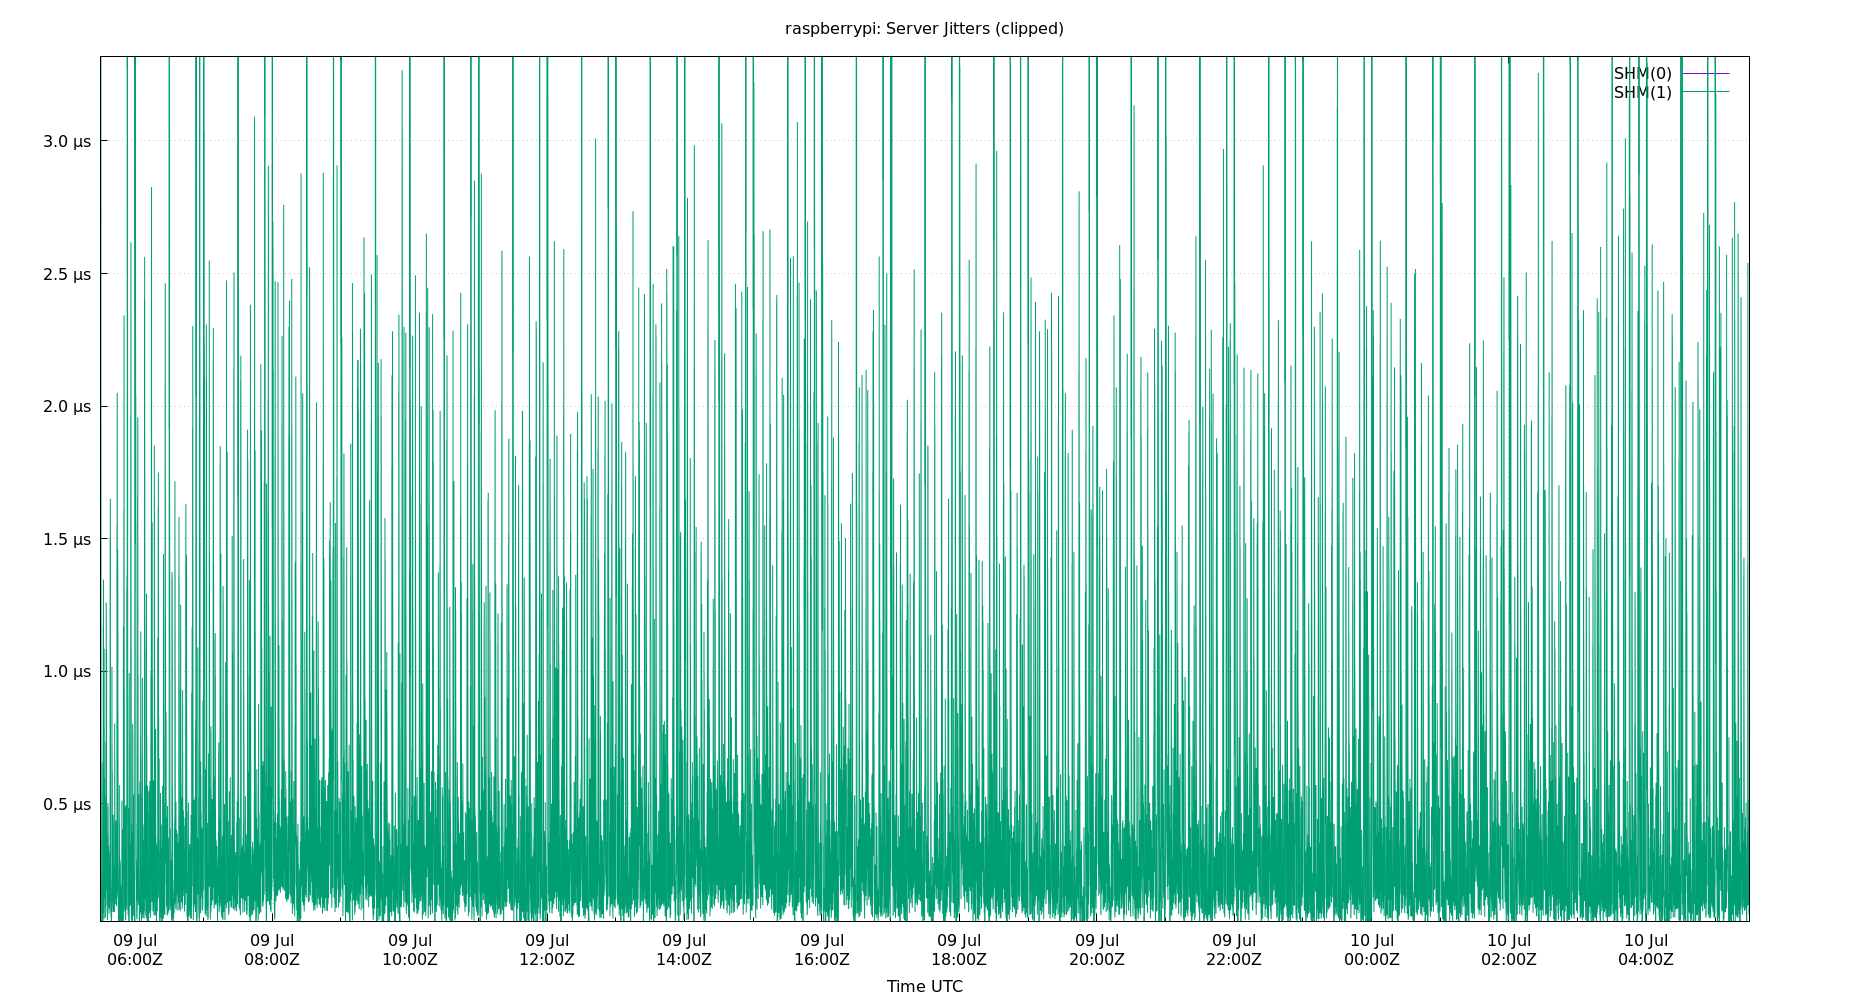 raspberrypi: Server Jitters (clipped)
SHM(0)
SHM(1)
3.0 µs
2.5 µs
2.0 µs
1.5 µs
1.0 µs
0.5 µs
09 Jul 09 Jul 09 Jul 09 Jul 09 Jul 09 Jul 09 Jul 09 Jul 09 Jul 10 Jul 10 Jul 10 Jul
06:00Z 08:00Z 10:00Z 12:00Z 14:00Z 16:00Z 18:00Z 20:00Z 22:00Z 00:00Z 02:00Z 04:00Z
Time UTC